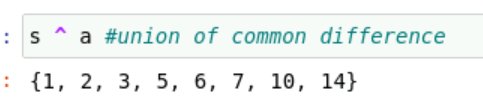 : s ^ a #union of common difference
: {1, 2, 3, 5, 6, 7, 10, 14}